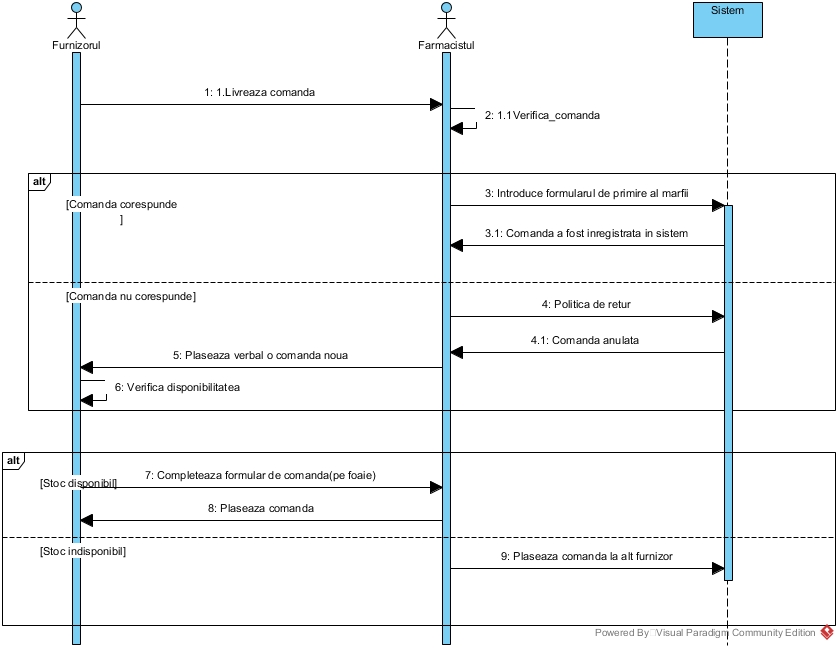 Furnizorul
Farmacistul
Sistem
1: 1.Livreaza comanda
2: 1.1Verifica_comanda
alt
3: Introduce formularul de primire al marfii
[Comanda corespunde
]
3.1: Comanda a fost inregistrata in sistem
[Comanda nu corespunde]
4: Politica de retur
4.1: Comanda anulata
5: Plaseaza verbal o comanda noua
6: Verifica disponibilitatea
alt
7: Completeaza formular de comanda(pe foaie)
[Stoc disponibil]
8: Plaseaza comanda
[Stoc indisponibil]
9: Plaseaza comanda la alt furnizor
Powered By Visual Paradigm Community Edition